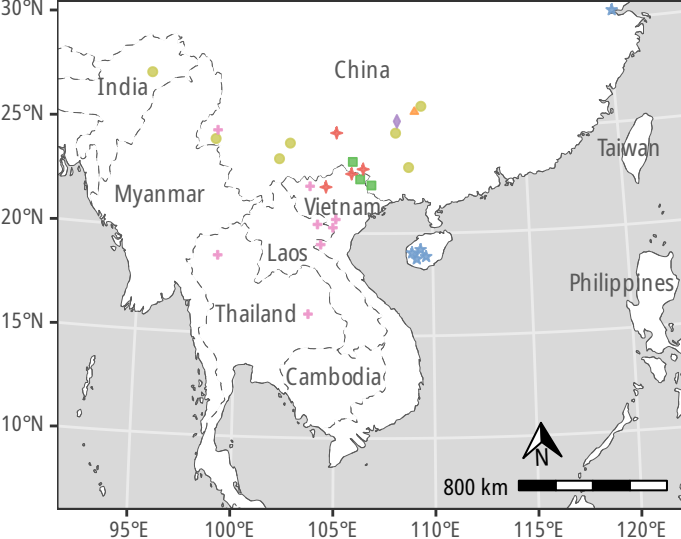 30°N
China
India
25°N
Taiwan
Myanmar
Vietnam
20°N
Laos
Philippines
Thailand
15°N
Cambodia
10°N
N
800 km
95°E 100°E 105°E 110°E 115°E 120°E